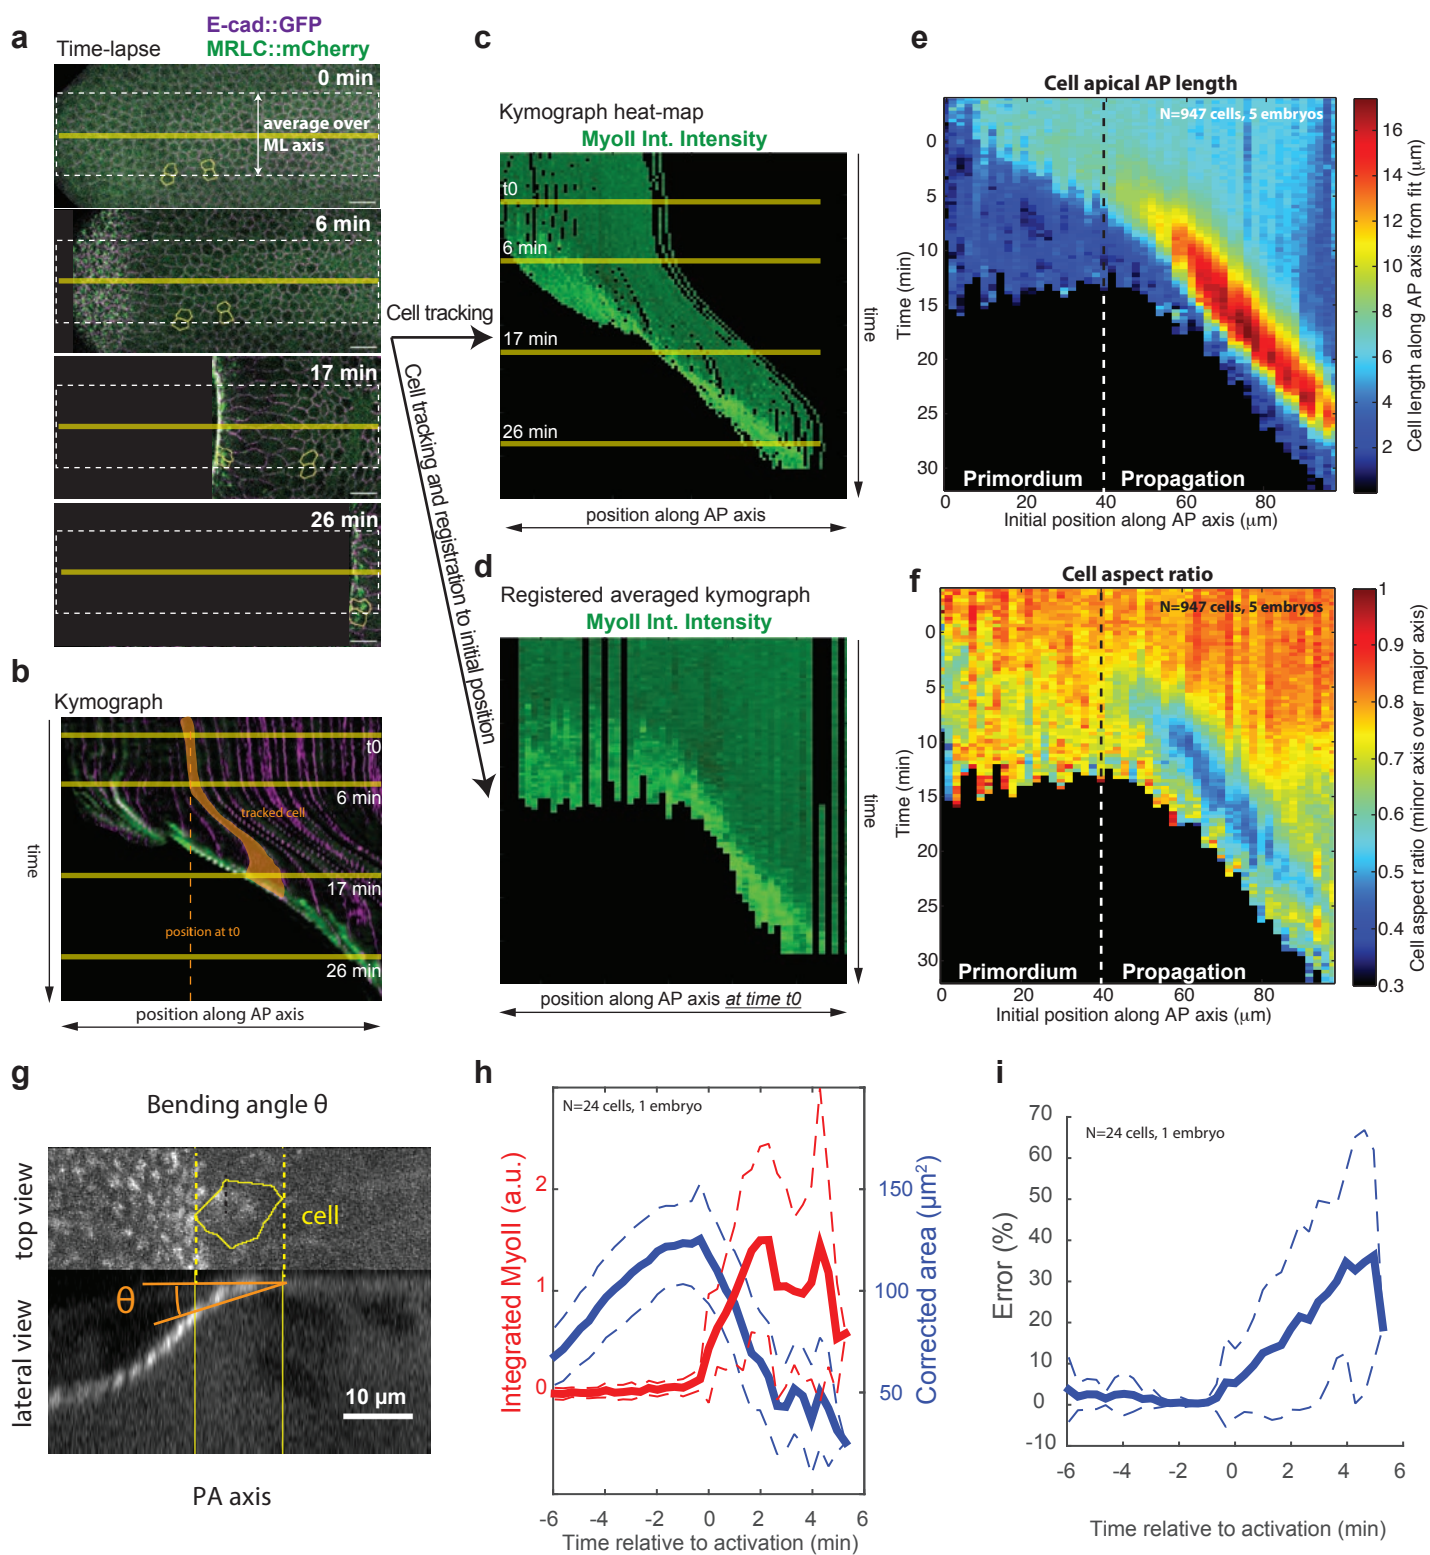 a
Time-lapse
E-cad::GFP
MRLC::mCherry
0 min
average over
ML axis
6 min
17 min
26 min
b
Kymograph
t0
6 min
tracked cell
17 min
position at t0
26 min
time
position along AP axis
Cell tracking
Cell tracking and registration to initial position
c
Kymograph heat-map
MyoII Int. Intensity
t0
6 min
17 min
26 min
time
position along AP axis
d
Registered averaged kymograph
MyoII Int. Intensity
time
position along AP axis at time t0
e
Cell apical AP length
N=947 cells, 5 embryos
0
5
10
15
20
25
30
Time (min)
Primordium
Propagation
0
20
40
60
80
Initial position along AP axis (μm)
16
14
12
10
8
6
4
2
Cell length along AP axis from fit (μm)
f
Cell aspect ratio
N=947 cells, 5 embryos
0
5
10
15
20
25
30
Time (min)
Primordium
Propagation
0
20
40
60
80
Initial position along AP axis (μm)
1
0.9
0.8
0.7
0.6
0.5
0.4
0.3
Cell aspect ratio (minor axis over major axis)
g
Bending angle θ
top view
cell
lateral view
θ
10 μm
PA axis
h
N=24 cells, 1 embryo
Integrated MyoII (a.u.)
2
1
0
150
100
50
Corrected area (μm²)
-6
-4
-2
0
2
4
6
Time relative to activation (min)
i
N=24 cells, 1 embryo
Error (%)
70
60
50
40
30
20
10
0
-10
-6
-4
-2
0
2
4
6
Time relative to activation (min)